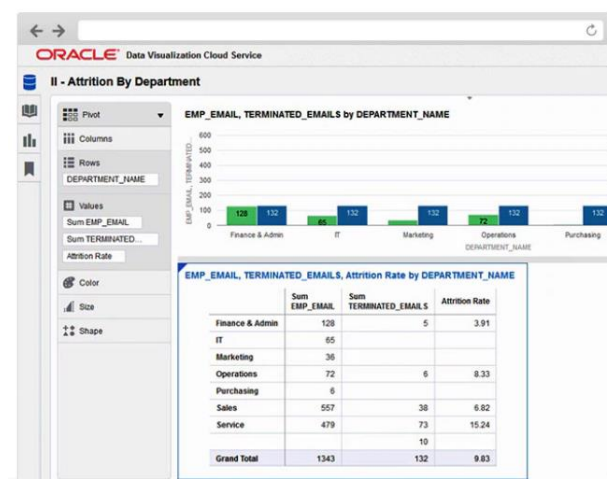 ORACLE Data Visualization Cloud Service
II - Attrition By Department
Pivot
Columns
Rows
DEPARTMENT_NAME
Values
Sum EMP_EMAIL
Sum TERMINATED...
Attrition Rate
Color
Size
Shape
EMP_EMAIL, TERMINATED_EMAILS by DEPARTMENT_NAME
EMP_EMAIL, TERMINATED...
600
500
400
300
200
100
0
128 132 65 132 132 72 132 132
Finance & Admin IT Marketing Operations Purchasing
DEPARTMENT_NAME
EMP_EMAIL, TERMINATED_EMAILS, Attrition Rate by DEPARTMENT_NAME
Sum EMP_EMAIL Sum TERMINATED_EMAILS Attrition Rate
Finance & Admin 128 5 3.91
IT 65
Marketing 36
Operations 72 6 8.33
Purchasing 6
Sales 557 38 6.82
Service 479 73 15.24
10
Grand Total 1343 132 9.83